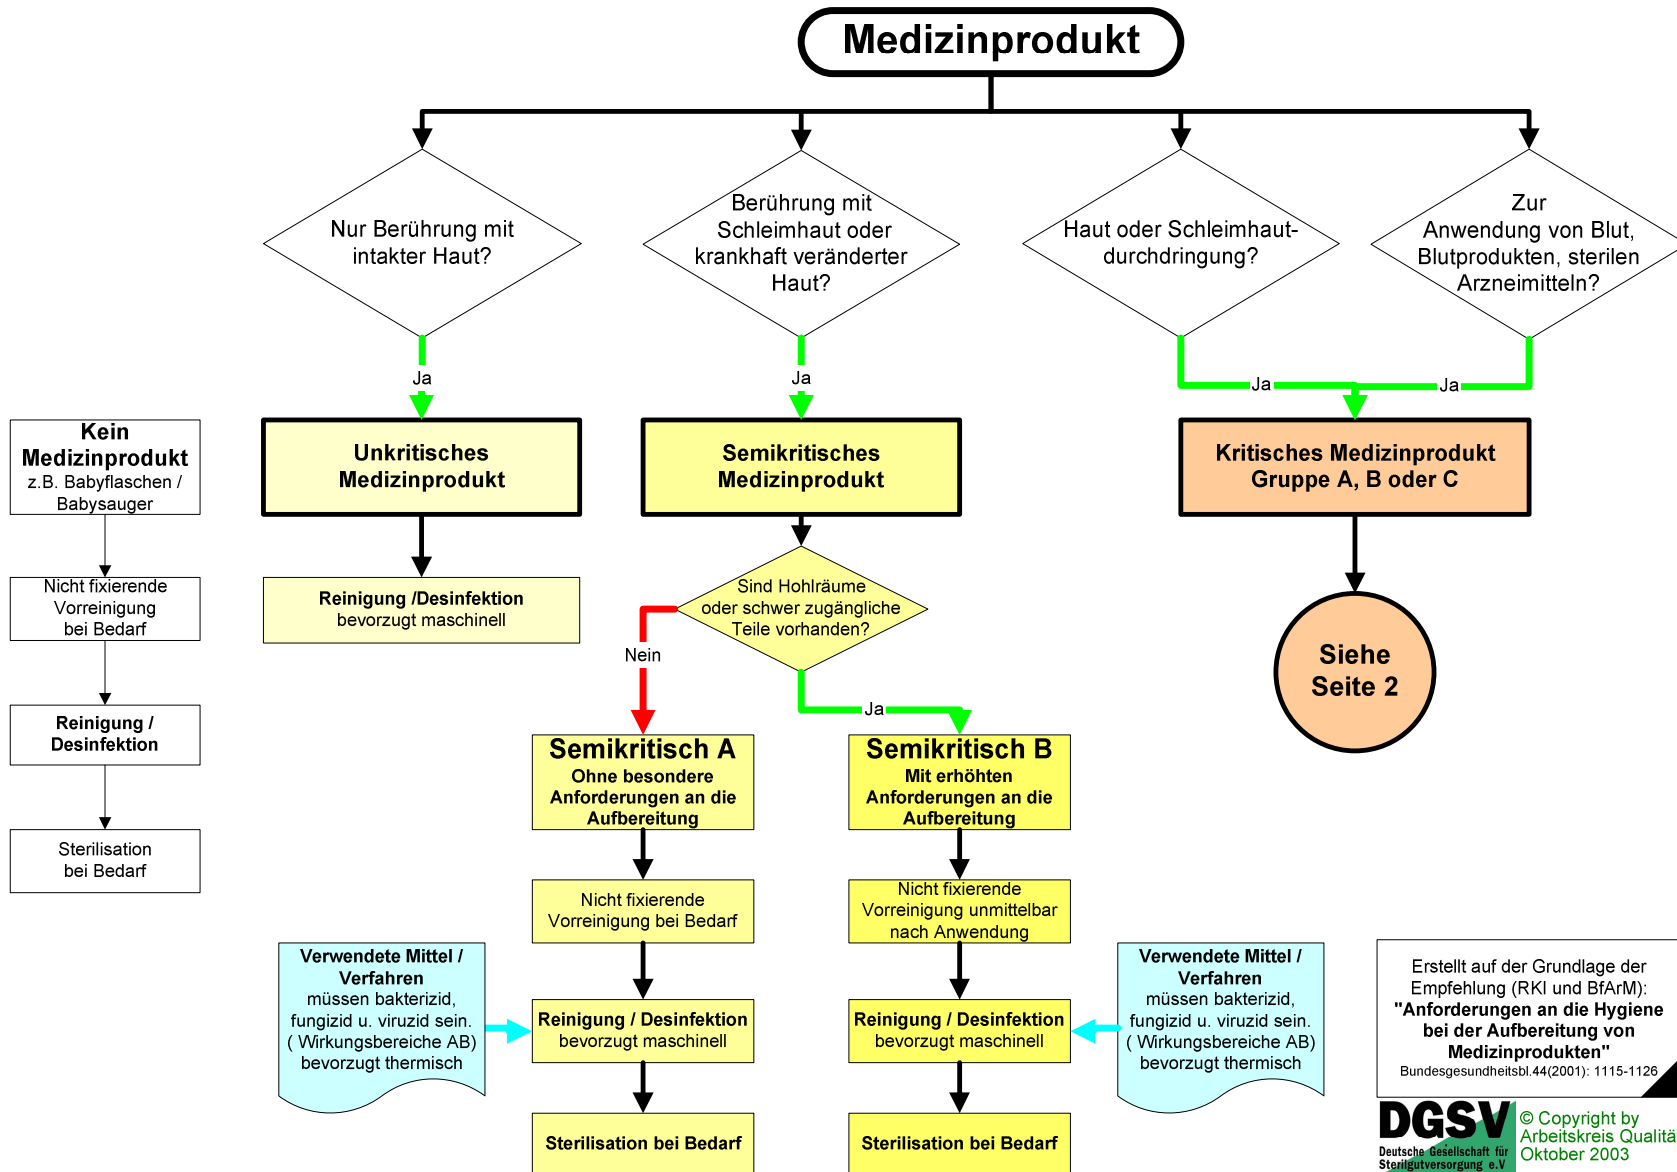 Medizinprodukt
Nur Berührung mit
intakter Haut?
Berührung mit
Schleimhaut oder
krankhaft veränderter
Haut?
Haut oder Schleimhaut-
durchdringung?
Zur
Anwendung von Blut,
Blutprodukten, sterilen
Arzneimitteln?
Ja
Ja
Ja
Ja
Kein
Medizinprodukt
z.B. Babyflaschen /
Babysauger
Unkritisches
Medizinprodukt
Semikritisches
Medizinprodukt
Kritisches Medizinprodukt
Gruppe A, B oder C
Nicht fixierende
Vorreinigung
bei Bedarf
Reinigung /Desinfektion
bevorzugt maschinell
Sind Hohlräume
oder schwer zugängliche
Teile vorhanden?
Siehe
Seite 2
Nein
Ja
Reinigung /
Desinfektion
Semikritisch A
Ohne besondere
Anforderungen an die
Aufbereitung
Semikritisch B
Mit erhöhten
Anforderungen an die
Aufbereitung
Sterilisation
bei Bedarf
Nicht fixierende
Vorreinigung bei Bedarf
Nicht fixierende
Vorreinigung unmittelbar
nach Anwendung
Verwendete Mittel /
Verfahren
müssen bakterizid,
fungizid u. viruzid sein.
( Wirkungsbereiche AB)
bevorzugt thermisch
Reinigung / Desinfektion
bevorzugt maschinell
Reinigung / Desinfektion
bevorzugt maschinell
Verwendete Mittel /
Verfahren
müssen bakterizid,
fungizid u. viruzid sein.
( Wirkungsbereiche AB)
bevorzugt thermisch
Sterilisation bei Bedarf
Sterilisation bei Bedarf
Erstellt auf der Grundlage der
Empfehlung (RKI und BfArM):
"Anforderungen an die Hygiene
bei der Aufbereitung von
Medizinprodukten"
Bundesgesundheitsbl.44(2001): 1115-1126
DGSV
Deutsche Gesellschaft für
Sterilgutversorgung e.V
© Copyright by
Arbeitskreis Qualitä
Oktober 2003